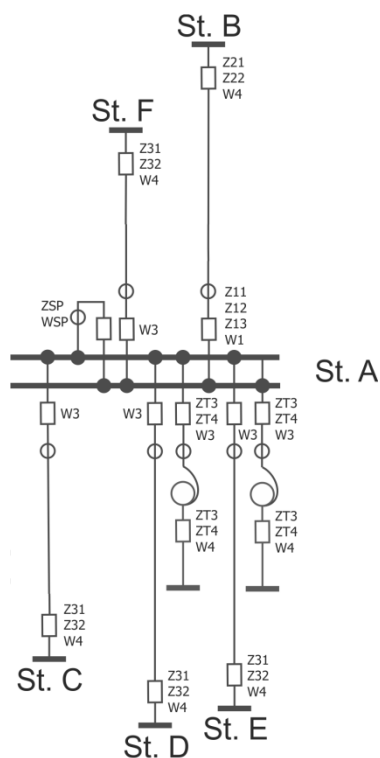 St. B
Z21
Z22
W4
St. F
Z31
Z32
W4
Z11
Z12
Z13
W1
ZSP
WSP
W3
St. A
W3
W3
ZT3
ZT4
W3
W3
ZT3
ZT4
W3
ZT3
ZT4
W4
ZT3
ZT4
W4
Z31
Z32
W4
St. C
Z31
Z32
W4
St. D
Z31
Z32
W4
St. E